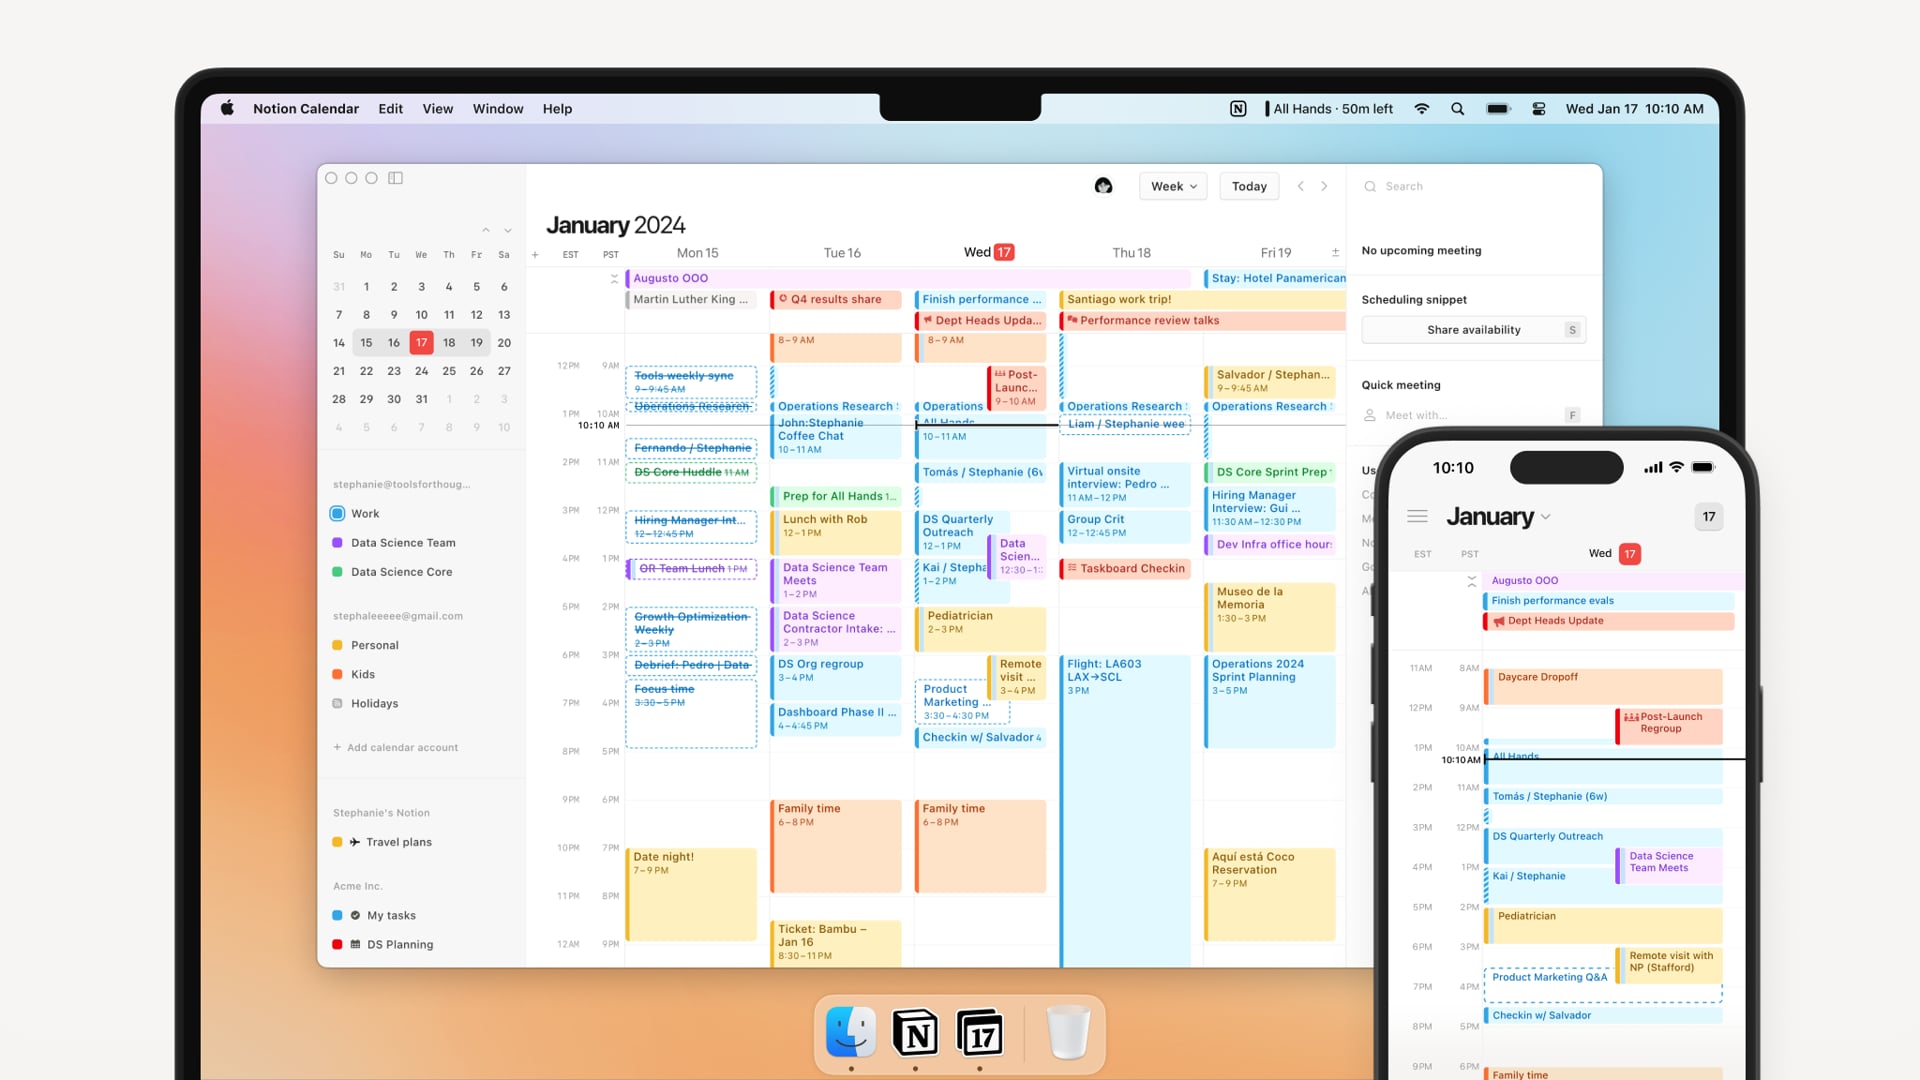 Notion Calendar Edit View Window Help
All Hands · 50m left
Wed Jan 17 10:10 AM
Week
Today
Search
January 2024
Su Mo Tu We Th Fr Sa
31 1 2 3 4 5 6
7 8 9 10 11 12 13
14 15 16 17 18 19 20
21 22 23 24 25 26 27
28 29 30 31 1 2 3
4 5 6 7 8 9 10
stephanie@toolsforthoug...
Work
Data Science Team
Data Science Core
stephaleeeee@gmail.com
Personal
Kids
Holidays
+ Add calendar account
Stephanie's Notion
Travel plans
Acme Inc.
My tasks
DS Planning
+ EST PST Mon 15 Tue 16 Wed 17 Thu 18 Fri 19
Augusto OOO
Stay: Hotel Panamerican
Martin Luther King ...
Q4 results share
Finish performance ...
Santiago work trip!
Dept Heads Upda...
Performance review talks
12PM 9AM
1PM 10AM
10:10 AM
2PM 11AM
3PM 12PM
4PM 1PM
5PM 2PM
6PM 3PM
7PM 4PM
8PM 5PM
9PM 6PM
10PM 7PM
11PM 8PM
12AM 9PM
Tools weekly sync
9–9:45 AM
Operations Research
Fernando / Stephanie
DS Core Huddle 11 AM
Hiring Manager Int...
12–12:45 PM
OR Team Lunch 1 PM
Growth Optimization
Weekly
2–3 PM
Debrief: Pedro | Data
Focus time
3:30–5 PM
Date night!
7–9 PM
8–9 AM
Operations Research
John:Stephanie
Coffee Chat
10–11 AM
Prep for All Hands 1...
Lunch with Rob
12–1 PM
Data Science Team
Meets
1–2 PM
Data Science
Contractor Intake: ...
2–3 PM
DS Org regroup
3–4 PM
Dashboard Phase II ...
4–4:45 PM
Family time
6–8 PM
Ticket: Bambu –
Jan 16
8:30–11 PM
8–9 AM
Post-
Launc...
9–10 AM
Operations
All Hands
10–11 AM
Tomás / Stephanie (6w
DS Quarterly
Outreach
12–1 PM
Data
Scien...
12:30–1:
Kai / Stepha
1–2 PM
Pediatrician
2–3 PM
Remote
visit ...
3–4 PM
Product
Marketing ...
3:30–4:30 PM
Checkin w/ Salvador 4
Family time
6–8 PM
Operations Research
Liam / Stephanie wee
Virtual onsite
interview: Pedro ...
11 AM–12 PM
Group Crit
12–12:45 PM
Taskboard Checkin
Flight: LA603
LAX→SCL
3 PM
Salvador / Stephan...
9–9:45 AM
Operations Research
DS Core Sprint Prep
Hiring Manager
Interview: Gui ...
11:30 AM–12:30 PM
Dev Infra office hour
Museo de la
Memoria
1:30–3 PM
Operations 2024
Sprint Planning
3–5 PM
Aquí está Coco
Reservation
7–9 PM
No upcoming meeting
Scheduling snippet
Share availability S
Quick meeting
Meet with... F
17
10:10
January 17
EST PST Wed 17
Augusto OOO
Finish performance evals
Dept Heads Update
11AM 8AM
Daycare Dropoff
12PM 9AM
Post-Launch
Regroup
1PM 10AM
All Hands
10:10 AM
2PM 11AM
Tomás / Stephanie (6w)
3PM 12PM
DS Quarterly Outreach
Data Science
Team Meets
4PM 1PM
Kai / Stephanie
5PM 2PM
Pediatrician
6PM 3PM
Remote visit with
NP (Stafford)
Product Marketing Q&A
7PM 4PM
Checkin w/ Salvador
8PM 5PM
9PM 6PM
Family time